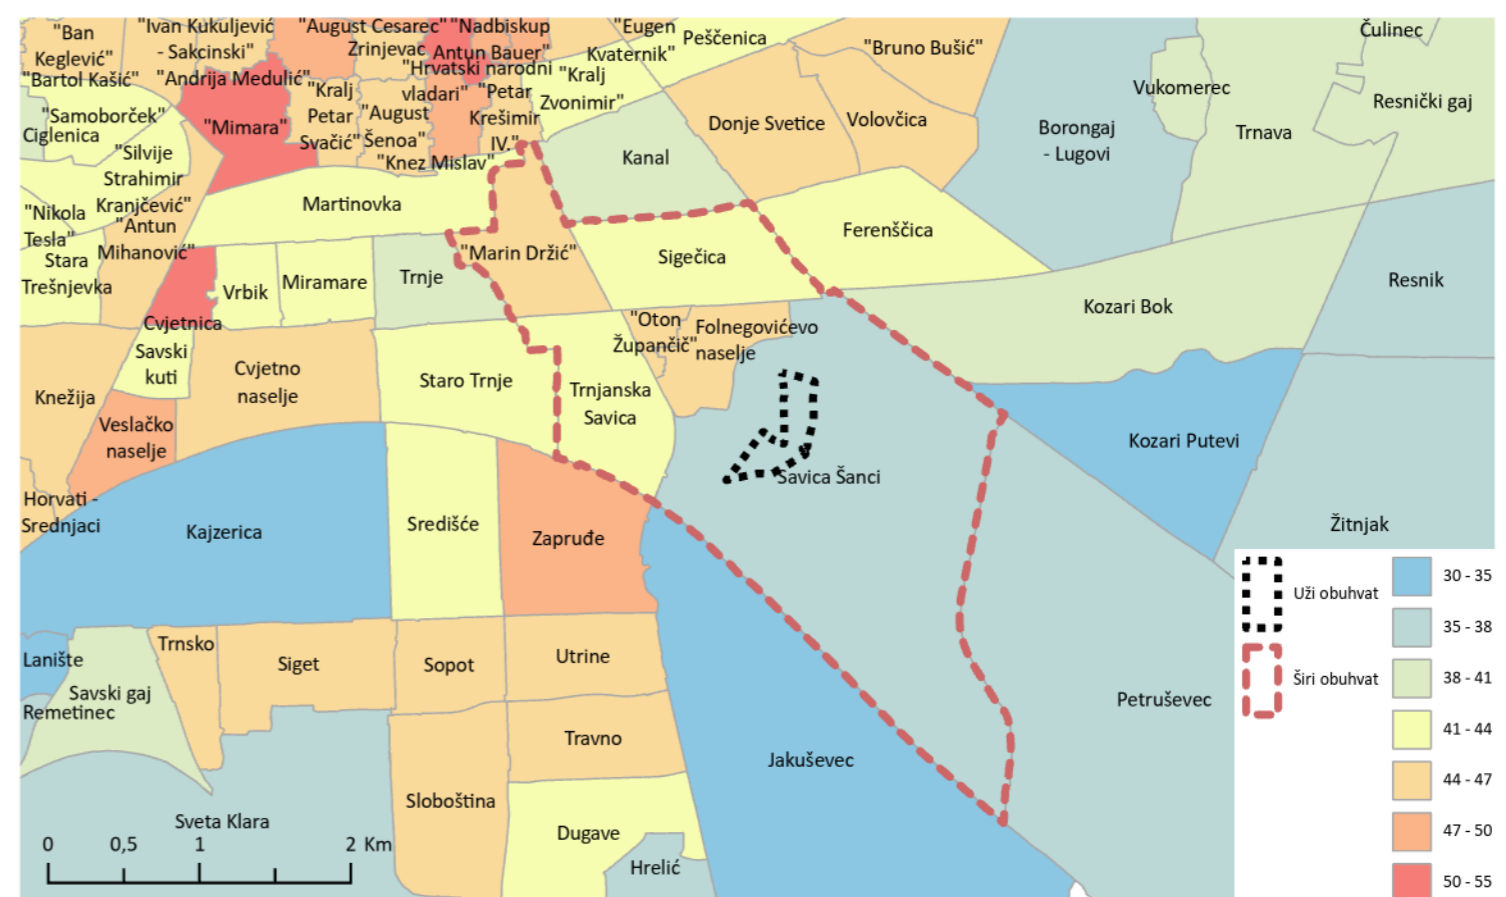 "Ban
Keglević"
"Ivan Kukuljević
- Sakcinski"
"August Cesarec"
"Nadbiskup
Antun Bauer"
"Eugen
Kvaternik"
Peščenica
"Bruno Bušić"
Čulinec
Zrinjevac
"Bartol Kašić"
"Andrija Medulić"
"Hrvatski narodni
vladari"
"Kralj
Zvonimir"
Vukomerec
Resnički gaj
"Kralj
Petar
Svačić"
"August
Šenoa"
"Petar
Krešimir
IV."
"Samoborček"
Ciglenica
"Mimara"
Donje Svetice
Volovčica
Borongaj
- Lugovi
Trnava
"Silvije
Strahimir
Kranjčević"
"Knez Mislav"
Kanal
"Nikola
Tesla"
"Antun
Mihanović"
Martinovka
"Marin Držić"
Sigečica
Ferenščica
Stara
Trešnjevka
Vrbik
Miramare
Trnje
Resnik
Kozari Bok
Cvjetnica
"Oton
Župančič"
Folnegovićevo
naselje
Savski
kuti
Cvjetno
naselje
Staro Trnje
Trnjanska
Savica
Knežija
Veslačko
naselje
Kozari Putevi
Savica Šanci
Horvati -
Srednjaci
Kajzerica
Središće
Zapruđe
Žitnjak
Uži obuhvat
30 - 35
35 - 38
Širi obuhvat
38 - 41
41 - 44
44 - 47
47 - 50
50 - 55
Lanište
Trnsko
Siget
Sopot
Utrine
Savski gaj
Remetinec
Petruševec
Travno
Jakuševec
Sloboština
Sveta Klara
Dugave
Hrelić
0 0,5 1 2 Km